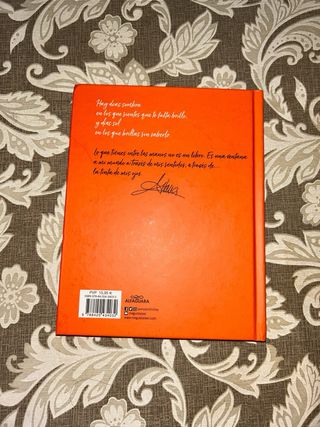 Hay días sombra
en los que sientes que te falta brillo,
y días sol
en los que brillas sin saberlo.
Lo que tienes entre las manos no es un libro. Es una ventana
a mi mundo a través de mis sentidos, a través de...
la tinta de mis ojos.
PVP 15,95 €
ALFAGUARA